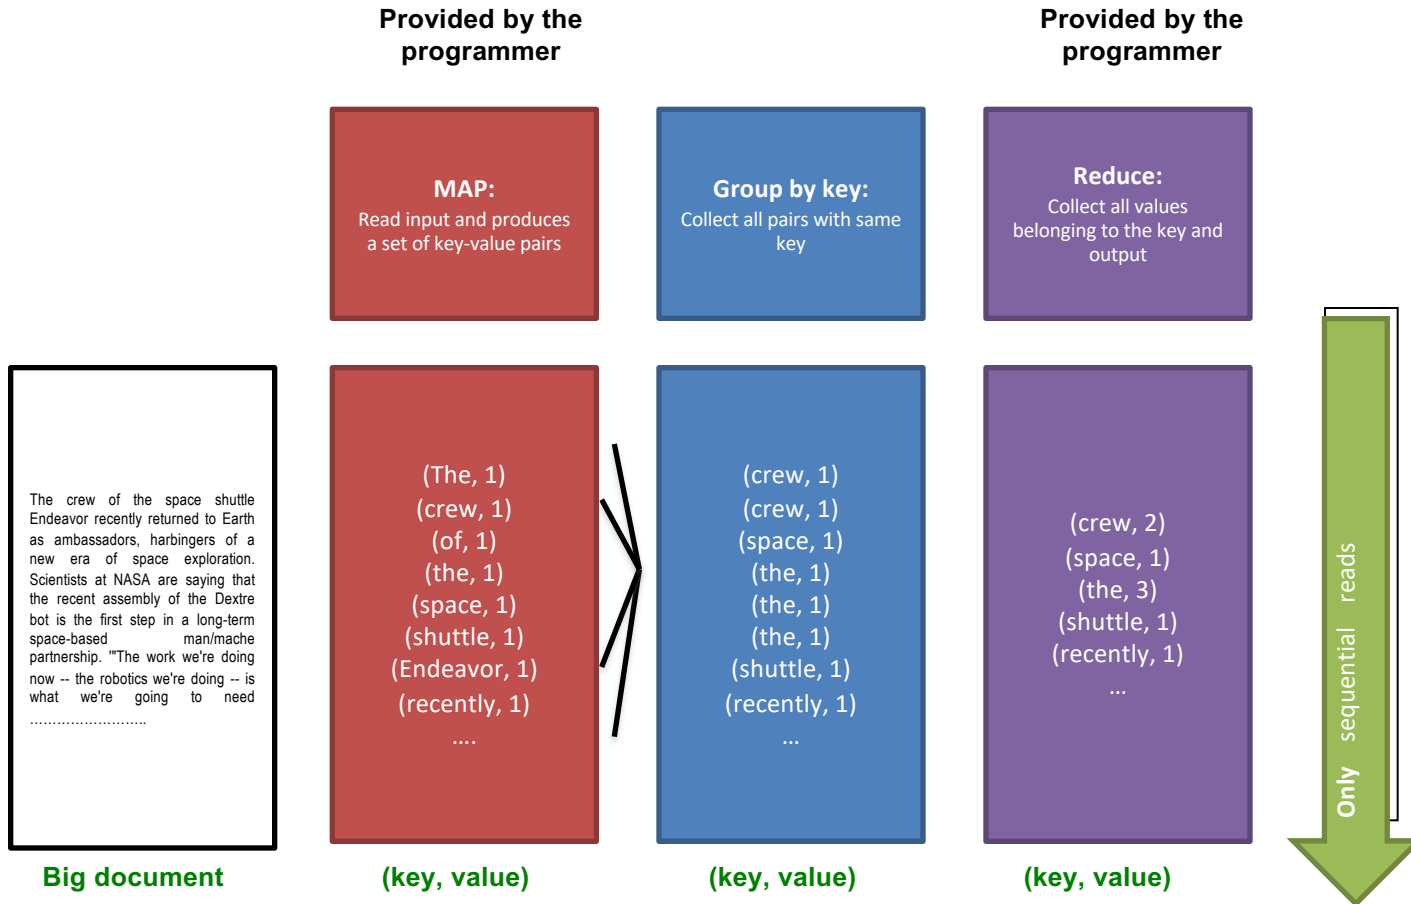 Provided by the
programmer
Provided by the
programmer
MAP:
Read input and produces
a set of key-value pairs
Group by key:
Collect all pairs with same
key
Reduce:
Collect all values
belonging to the key and
output
The crew of the space shuttle
Endeavor recently returned to Earth
as ambassadors, harbingers of a
new era of space exploration.
Scientists at NASA are saying that
the recent assembly of the Dextre
bot is the first step in a long-term
space-based man/mache
partnership. '"The work we're doing
now -- the robotics we're doing -- is
what we're going to need
……………………..
(The, 1)
(crew, 1)
(of, 1)
(the, 1)
(space, 1)
(shuttle, 1)
(Endeavor, 1)
(recently, 1)
….
(crew, 1)
(crew, 1)
(space, 1)
(the, 1)
(the, 1)
(the, 1)
(shuttle, 1)
(recently, 1)
…
(crew, 2)
(space, 1)
(the, 3)
(shuttle, 1)
(recently, 1)
…
Only sequential reads
Big document
(key, value)
(key, value)
(key, value)